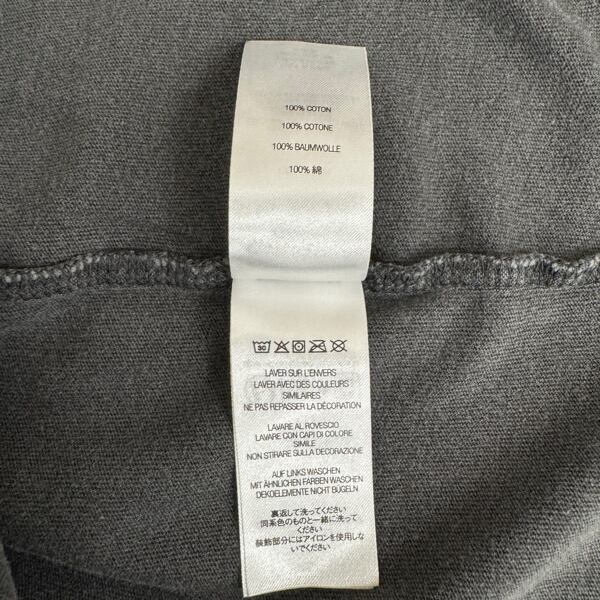 100% COTON
100% COTONE
100% BAUMWOLLE
100% 綿
30
LAVER SUR L'ENVERS
LAVER AVEC DES COULEURS
SIMILAIRES
NE PAS REPASSER LA DÉCORATION
LAVARE AL ROVESCIO
LAVARE CON CAPI DI COLORE
SIMILE
NON STIRARE SULLA DECORAZIONE
AUF LINKS WASCHEN
MIT ÄHNLICHEN FARBEN WASCHEN
DEKOELEMENTE NICHT BÜGELN
裏返して洗ってください
同系色のものと一緒に洗って
ください
装飾部分にはアイロンを使用しな
いでください